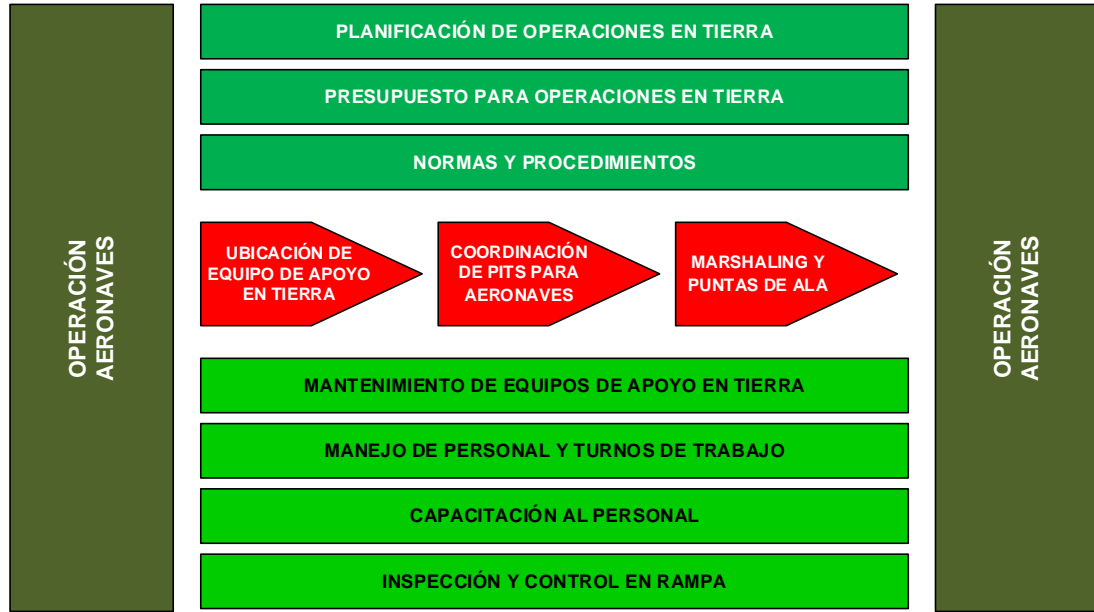 OPERACIÓN
AERONAVES
PLANIFICACIÓN DE OPERACIONES EN TIERRA
PRESUPUESTO PARA OPERACIONES EN TIERRA
NORMAS Y PROCEDIMIENTOS
UBICACIÓN DE
EQUIPO DE APOYO
EN TIERRA
COORDINACIÓN
DE PITS PARA
AERONAVES
MARSHALING Y
PUNTAS DE ALA
MANTENIMIENTO DE EQUIPOS DE APOYO EN TIERRA
MANEJO DE PERSONAL Y TURNOS DE TRABAJO
CAPACITACIÓN AL PERSONAL
INSPECCIÓN Y CONTROL EN RAMPA
OPERACIÓN
AERONAVES